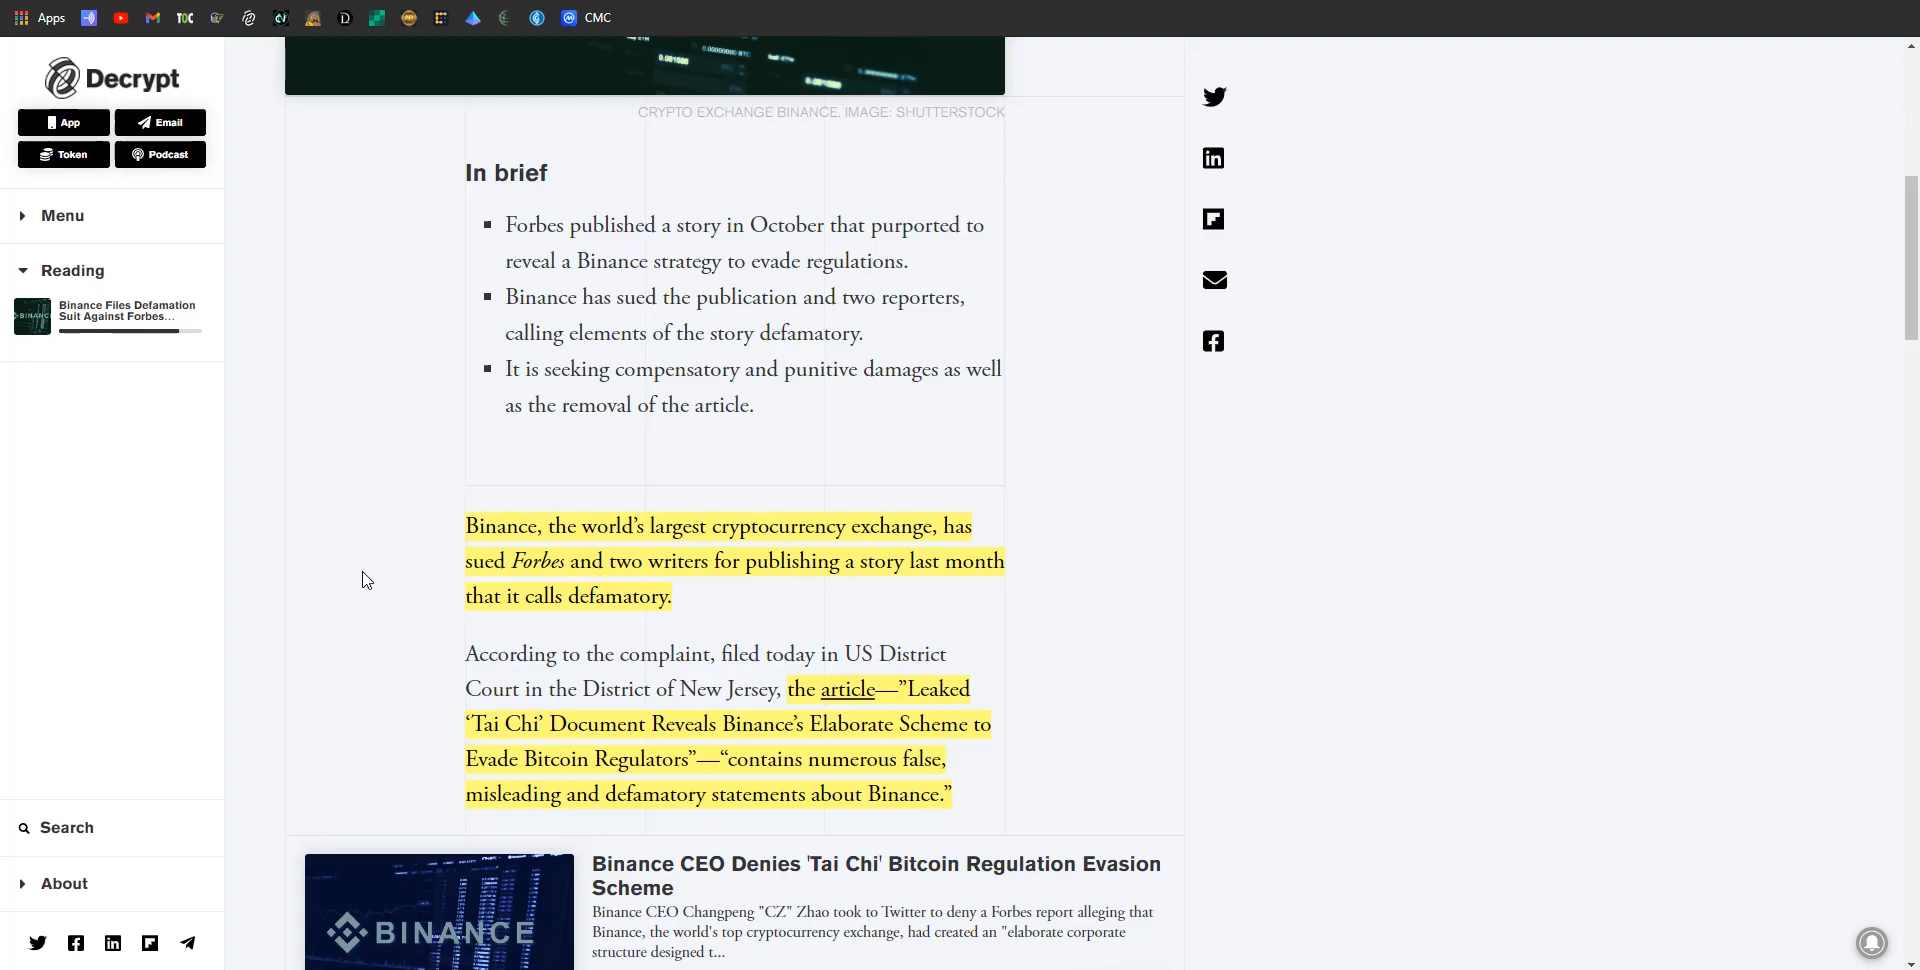 Apps
TOC
CMC
Decrypt
App
Email
Token
Podcast
Menu
Reading
BINANCE
Binance Files Defamation
Suit Against Forbes...
Search
About
0.00000000 BTC
0.081585
CRYPTO EXCHANGE BINANCE. IMAGE: SHUTTERSTOCK
In brief
Forbes published a story in October that purported to
reveal a Binance strategy to evade regulations.
Binance has sued the publication and two reporters,
calling elements of the story defamatory.
It is seeking compensatory and punitive damages as well
as the removal of the article.
Binance, the world’s largest cryptocurrency exchange, has
sued Forbes and two writers for publishing a story last month
that it calls defamatory.
According to the complaint, filed today in US District
Court in the District of New Jersey, the article—”Leaked
‘Tai Chi’ Document Reveals Binance’s Elaborate Scheme to
Evade Bitcoin Regulators”—“contains numerous false,
misleading and defamatory statements about Binance.”
BINANCE
Binance CEO Denies 'Tai Chi' Bitcoin Regulation Evasion
Scheme
Binance CEO Changpeng "CZ" Zhao took to Twitter to deny a Forbes report alleging that
Binance, the world's top cryptocurrency exchange, had created an "elaborate corporate
structure designed t...